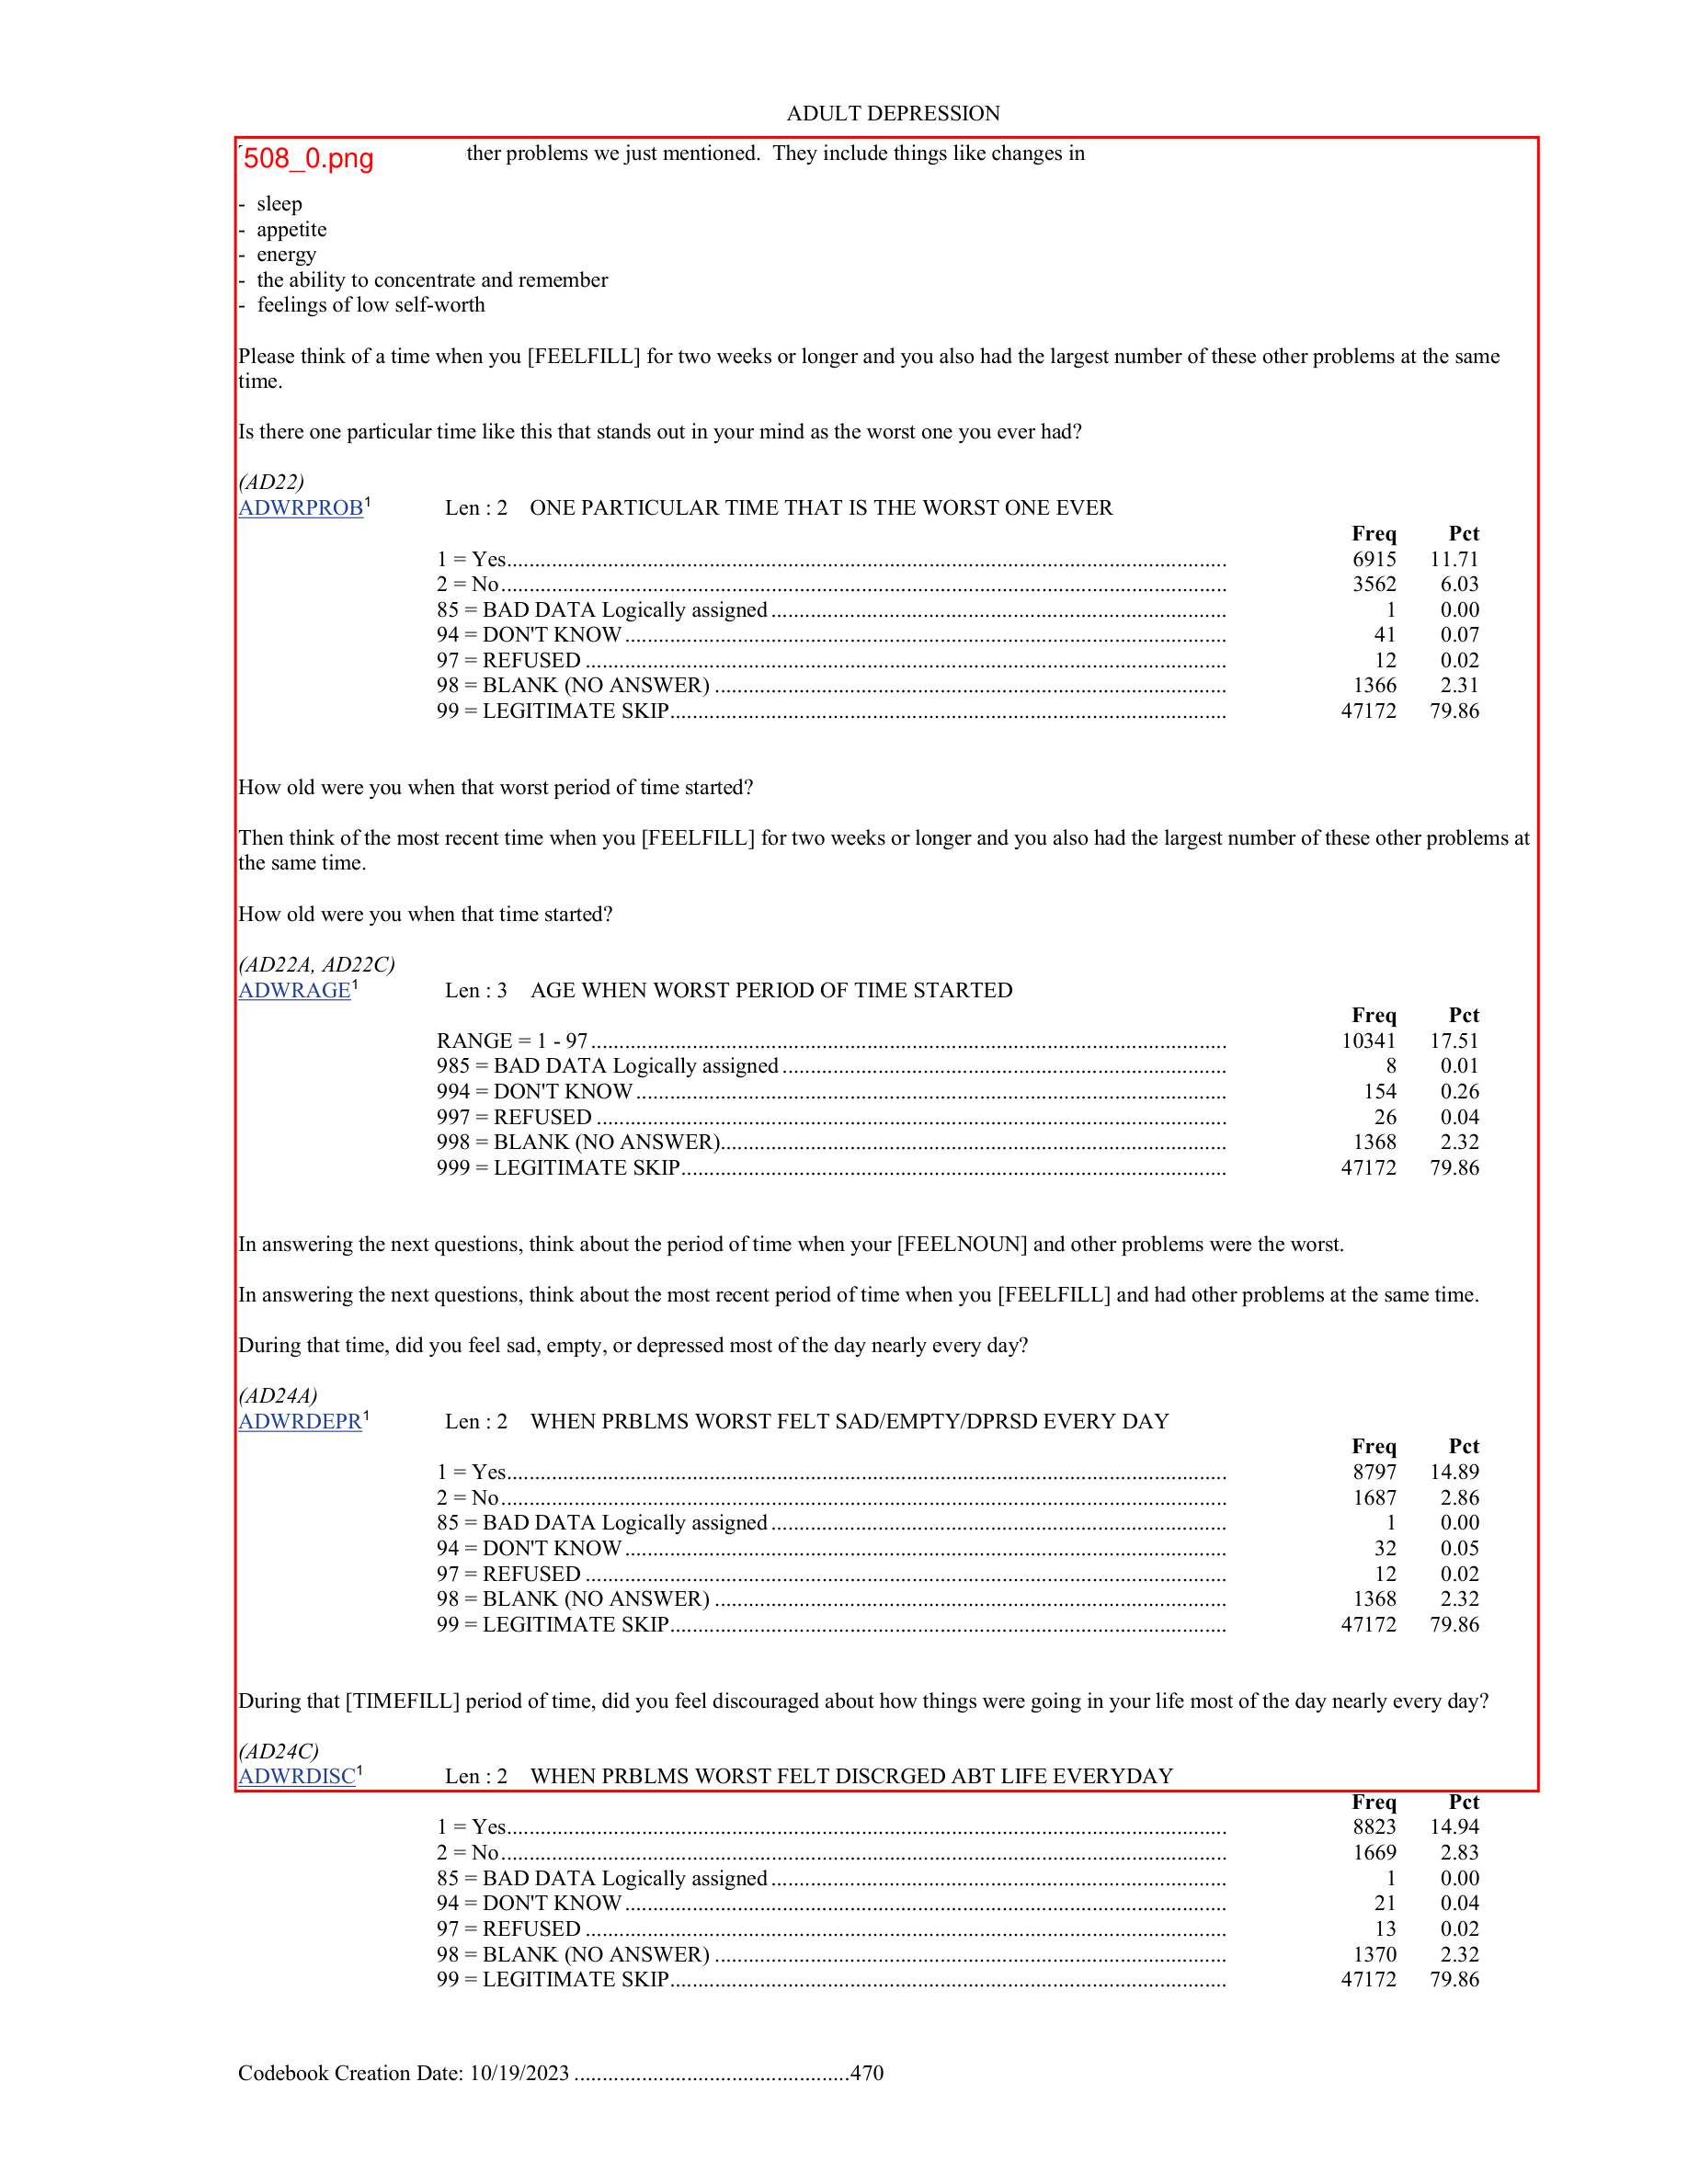 ADULT DEPRESSION
508_0.png ther problems we just mentioned. They include things like changes in
- sleep
- appetite
- energy
- the ability to concentrate and remember
- feelings of low self-worth
Please think of a time when you [FEELFILL] for two weeks or longer and you also had the largest number of these other problems at the same
time.
Is there one particular time like this that stands out in your mind as the worst one you ever had?
(AD22)
ADWRPROB¹ Len : 2 ONE PARTICULAR TIME THAT IS THE WORST ONE EVER
Freq Pct
1 = Yes 6915 11.71
2 = No 3562 6.03
85 = BAD DATA Logically assigned 1 0.00
94 = DON'T KNOW 41 0.07
97 = REFUSED 12 0.02
98 = BLANK (NO ANSWER) 1366 2.31
99 = LEGITIMATE SKIP 47172 79.86
How old were you when that worst period of time started?
Then think of the most recent time when you [FEELFILL] for two weeks or longer and you also had the largest number of these other problems at
the same time.
How old were you when that time started?
(AD22A, AD22C)
ADWRAGE¹ Len : 3 AGE WHEN WORST PERIOD OF TIME STARTED
Freq Pct
RANGE = 1 - 97 10341 17.51
985 = BAD DATA Logically assigned 8 0.01
994 = DON'T KNOW 154 0.26
997 = REFUSED 26 0.04
998 = BLANK (NO ANSWER) 1368 2.32
999 = LEGITIMATE SKIP 47172 79.86
In answering the next questions, think about the period of time when your [FEELNOUN] and other problems were the worst.
In answering the next questions, think about the most recent period of time when you [FEELFILL] and had other problems at the same time.
During that time, did you feel sad, empty, or depressed most of the day nearly every day?
(AD24A)
ADWRDEPR¹ Len : 2 WHEN PRBLMS WORST FELT SAD/EMPTY/DPRSD EVERY DAY
Freq Pct
1 = Yes 8797 14.89
2 = No 1687 2.86
85 = BAD DATA Logically assigned 1 0.00
94 = DON'T KNOW 32 0.05
97 = REFUSED 12 0.02
98 = BLANK (NO ANSWER) 1368 2.32
99 = LEGITIMATE SKIP 47172 79.86
During that [TIMEFILL] period of time, did you feel discouraged about how things were going in your life most of the day nearly every day?
(AD24C)
ADWRDISC¹ Len : 2 WHEN PRBLMS WORST FELT DISCRGED ABT LIFE EVERYDAY
Freq Pct
1 = Yes 8823 14.94
2 = No 1669 2.83
85 = BAD DATA Logically assigned 1 0.00
94 = DON'T KNOW 21 0.04
97 = REFUSED 13 0.02
98 = BLANK (NO ANSWER) 1370 2.32
99 = LEGITIMATE SKIP 47172 79.86
Codebook Creation Date: 10/19/2023 470